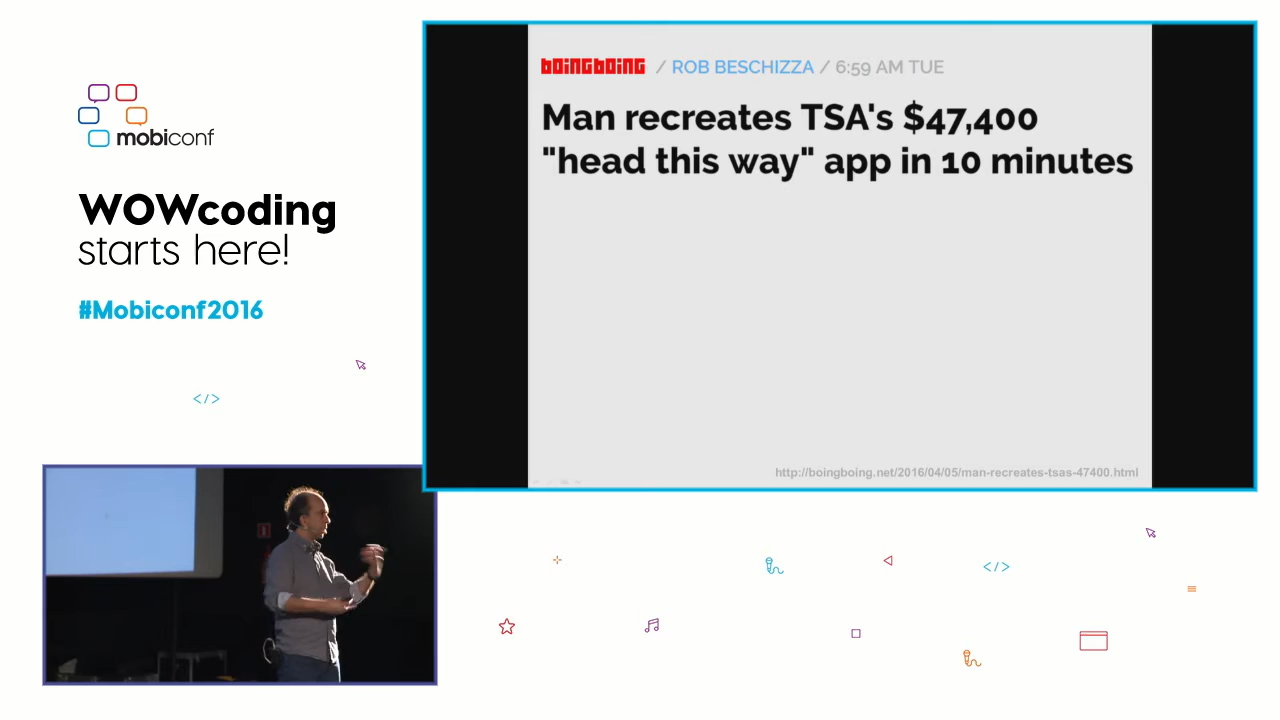 mobiconf
WOWcoding
starts here!
#Mobiconf2016
</>
boingboing / ROB BESCHIZZA / 6:59 AM TUE
Man recreates TSA's $47,400
"head this way" app in 10 minutes
http://boingboing.net/2016/04/05/man-recreates-tsas-47400.html
</>